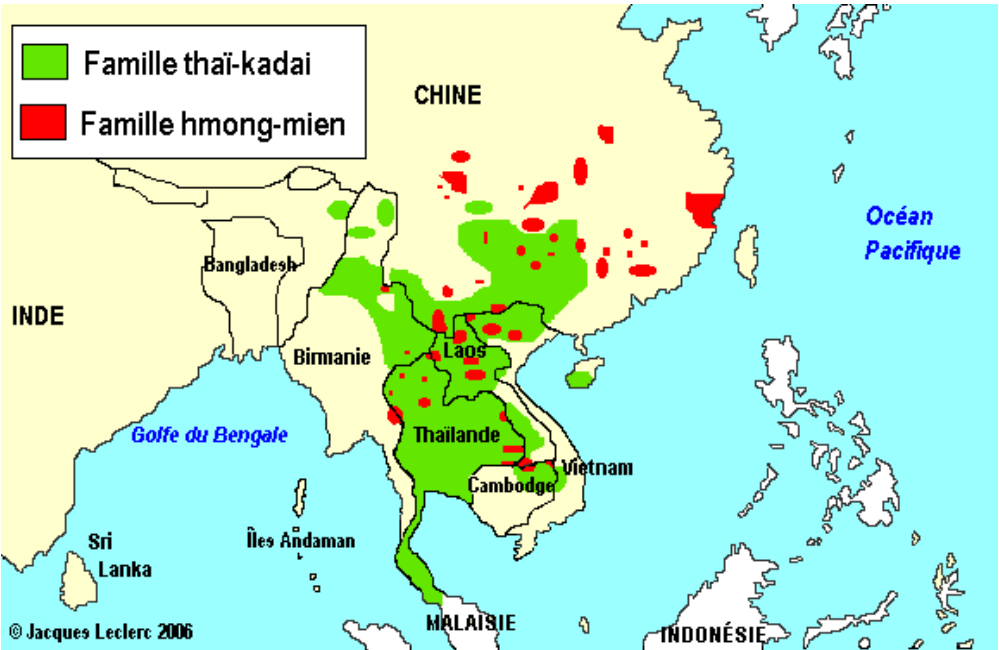 Famille thaï-kadai
Famille hmong-mien
CHINE
Océan
Pacifique
Bangladesh
INDE
Birmanie
Laos
Golfe du Bengale
Thaïlande
Vietnam
Cambodge
Îles Andaman
Sri
Lanka
MALAISIE
INDONÉSIE
© Jacques Leclerc 2006